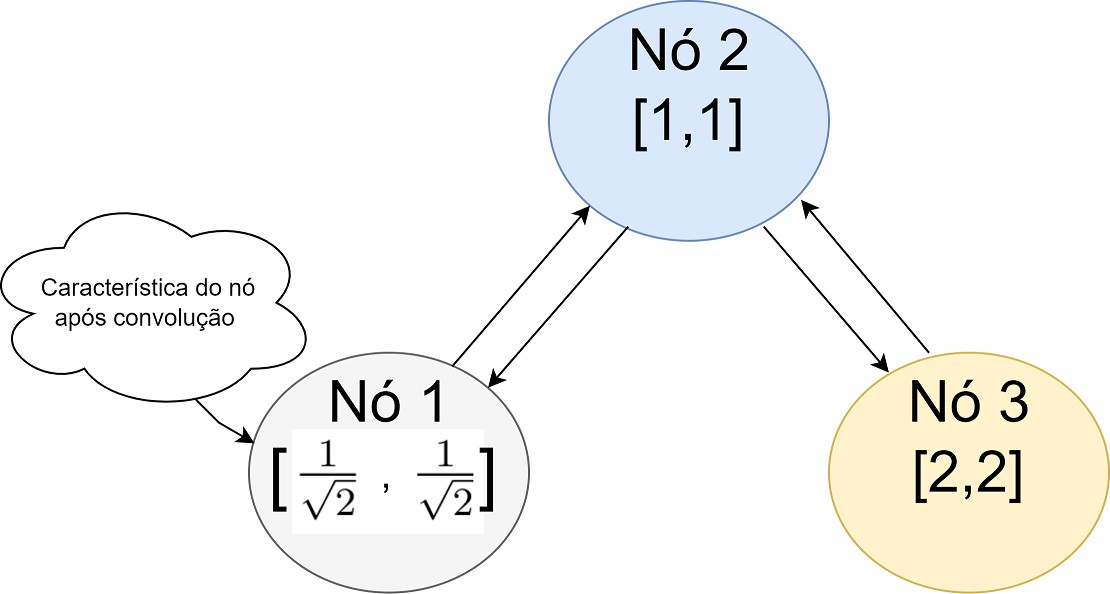 Nó 2
[1,1]
Característica do nó
após convolução
Nó 1
[ 1/√2 , 1/√2 ]
Nó 3
[2,2]